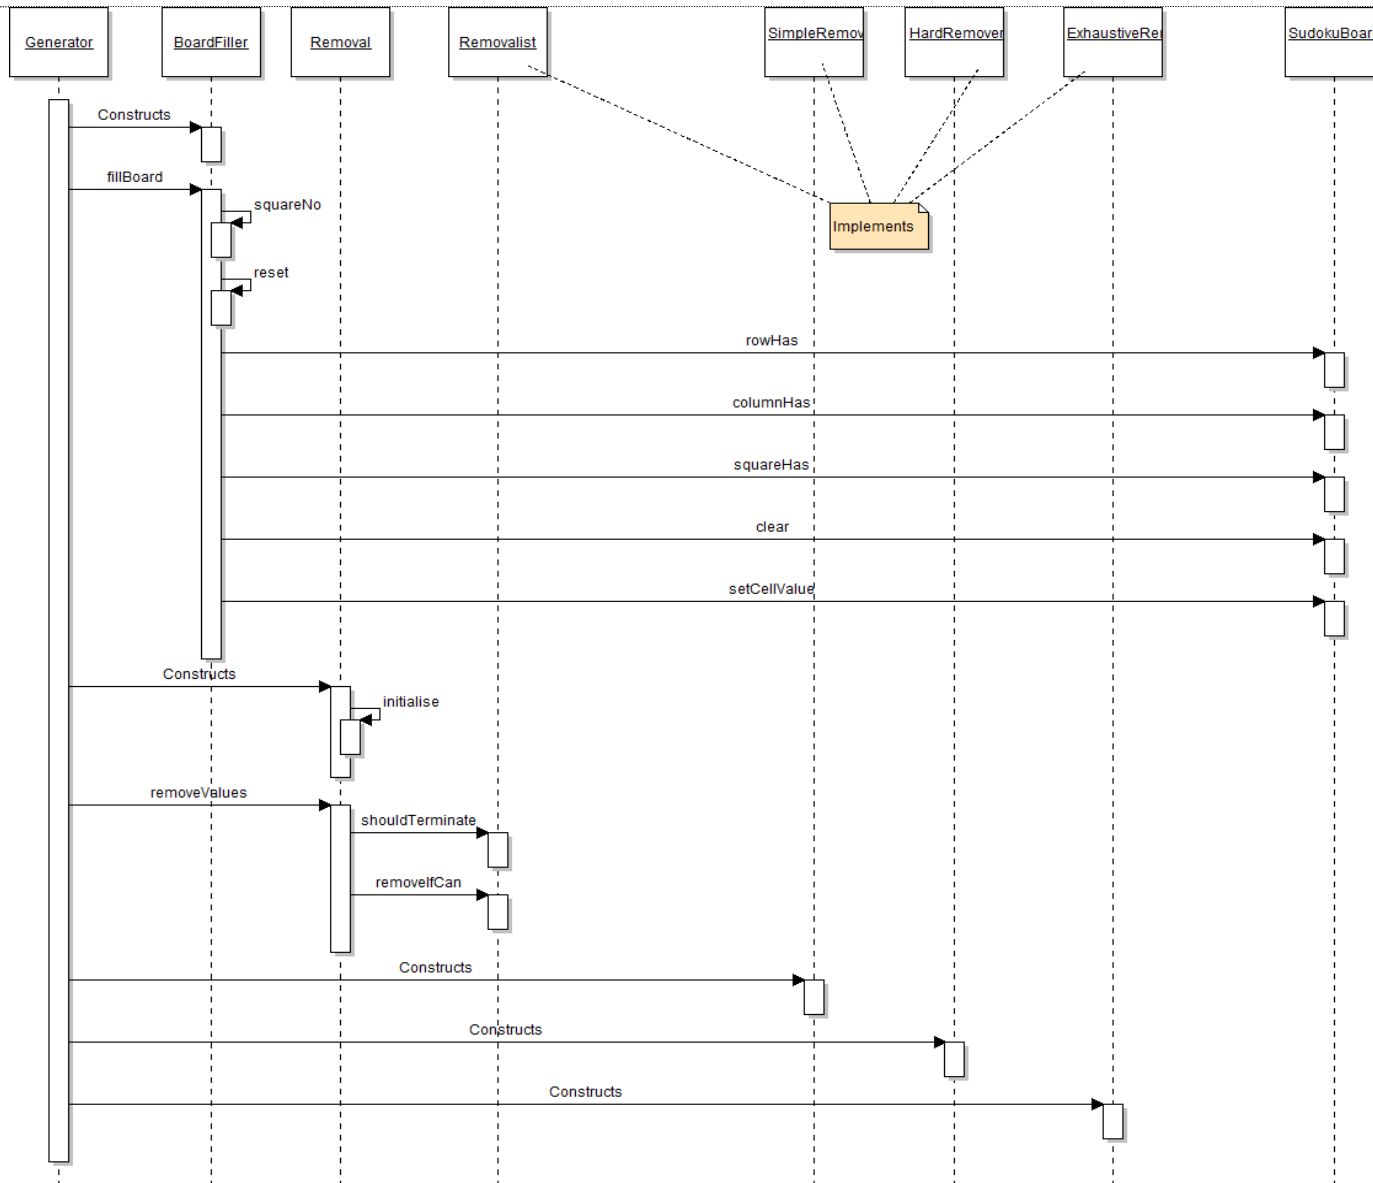 Generator
BoardFiller
Removal
Removalist
SimpleRemov
HardRemover
ExhaustiveRe
SudokuBoar
Constructs
fillBoard
squareNo
Implements
reset
rowHas
columnHas
squareHas
clear
setCellValue
Constructs
initialise
removeValues
shouldTerminate
removeIfCan
Constructs
Constructs
Constructs